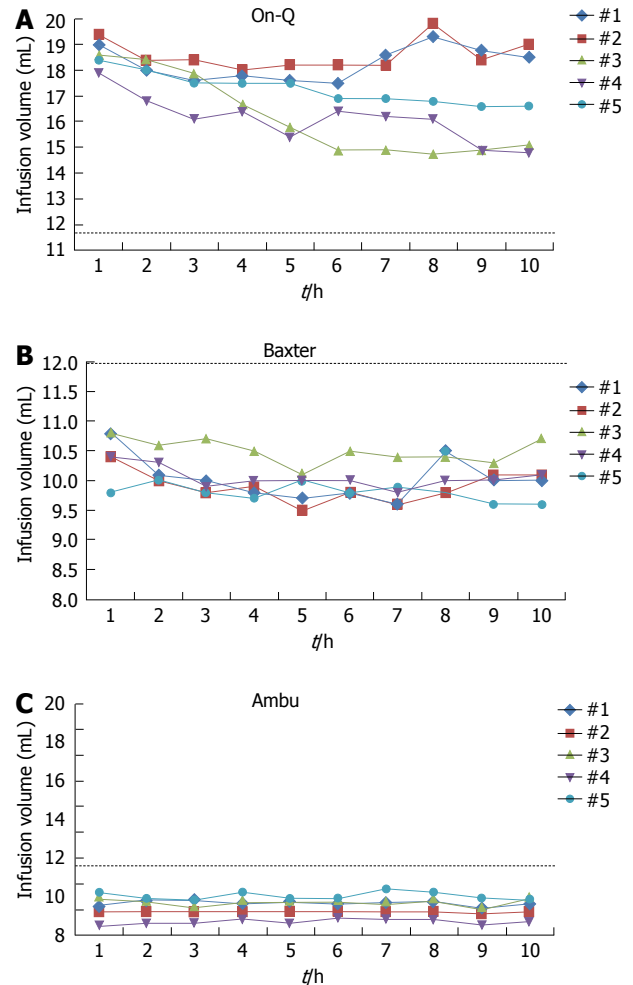 A
On-Q
Infusion volume (mL)
20
19
18
17
16
15
14
13
12
11
1 2 3 4 5 6 7 8 9 10
t/h
#1
#2
#3
#4
#5
B
Baxter
Infusion volume (mL)
12.0
11.5
11.0
10.5
10.0
9.5
9.0
8.5
8.0
1 2 3 4 5 6 7 8 9 10
t/h
#1
#2
#3
#4
#5
C
Ambu
Infusion volume (mL)
20
18
16
14
12
10
8
1 2 3 4 5 6 7 8 9 10
t/h
#1
#2
#3
#4
#5